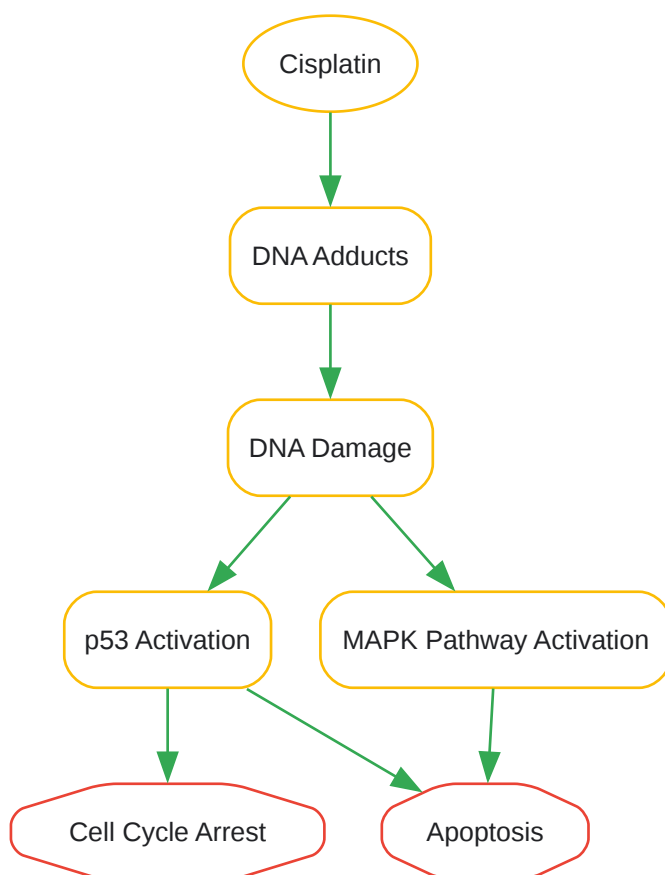 Cisplatin
DNA Adducts
DNA Damage
p53 Activation
MAPK Pathway Activation
Cell Cycle Arrest
Apoptosis